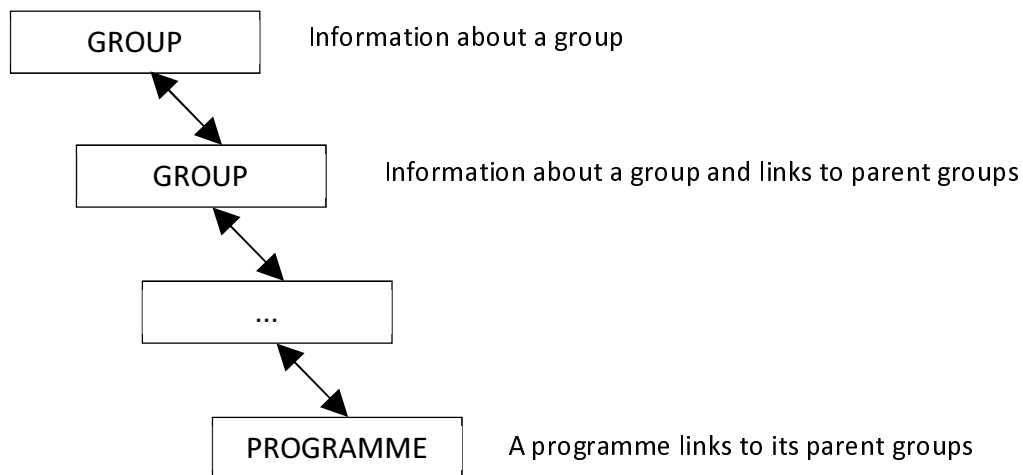 GROUP
Information about a group
GROUP
Information about a group and links to parent groups
...
PROGRAMME
A programme links to its parent groups